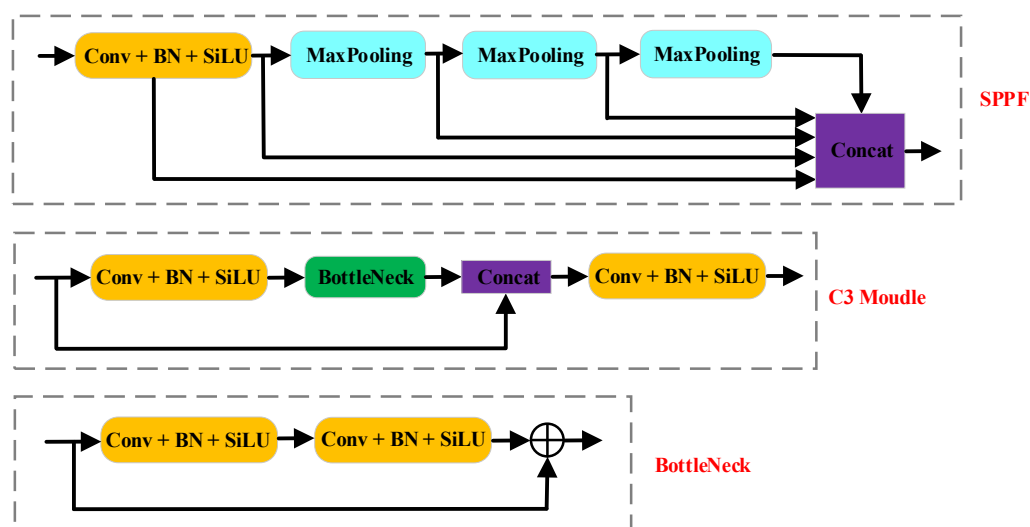 Conv + BN + SiLU
MaxPooling
MaxPooling
MaxPooling
Concat
SPPF
Conv + BN + SiLU
BottleNeck
Concat
Conv + BN + SiLU
C3 Moudle
Conv + BN + SiLU
Conv + BN + SiLU
BottleNeck